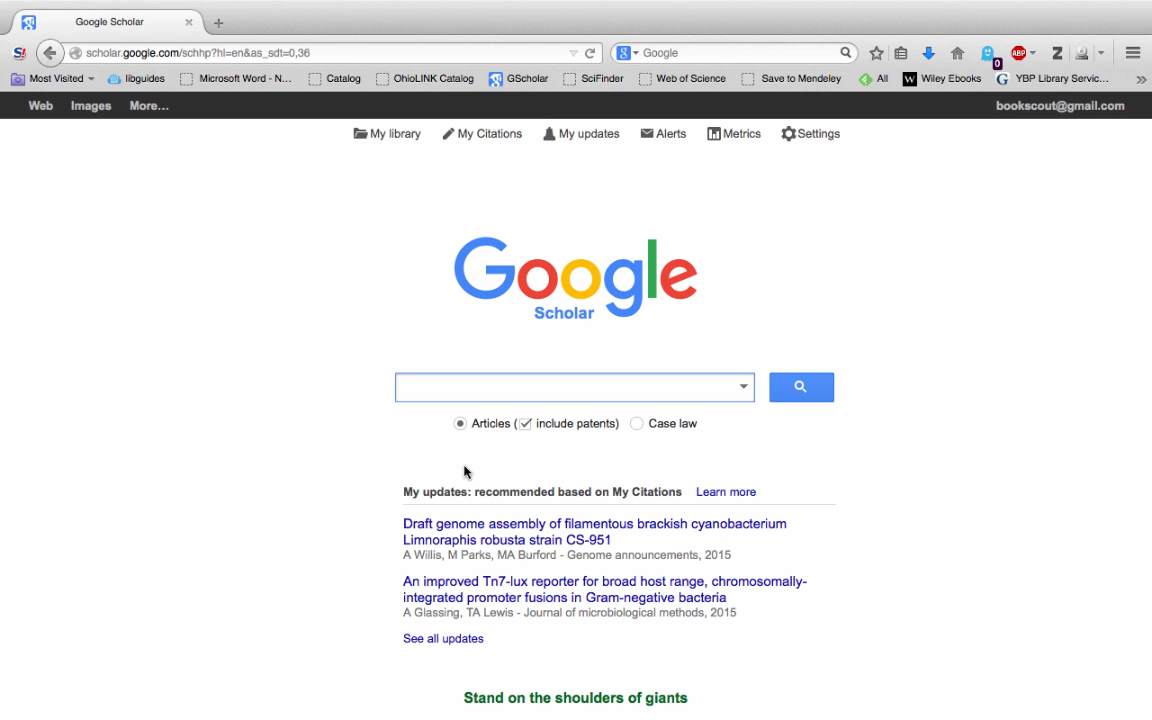 Google Scholar
scholar.google.com/schhp?hl=en&as_sdt=0,36
Google
ABP
0
Most Visited
libguides
Microsoft Word - N...
Catalog
OhioLINK Catalog
GScholar
SciFinder
Web of Science
Save to Mendeley
All
Wiley Ebooks
YBP Library Servic...
Web Images More...
bookscout@gmail.com
My library
My Citations
My updates
Alerts
Metrics
Settings
Google
Scholar
Articles (
include patents)
Case law
My updates: recommended based on My Citations Learn more
Draft genome assembly of filamentous brackish cyanobacterium
Limnoraphis robusta strain CS-951
A Willis, M Parks, MA Burford - Genome announcements, 2015
An improved Tn7-lux reporter for broad host range, chromosomally-
integrated promoter fusions in Gram-negative bacteria
A Glassing, TA Lewis - Journal of microbiological methods, 2015
See all updates
Stand on the shoulders of giants